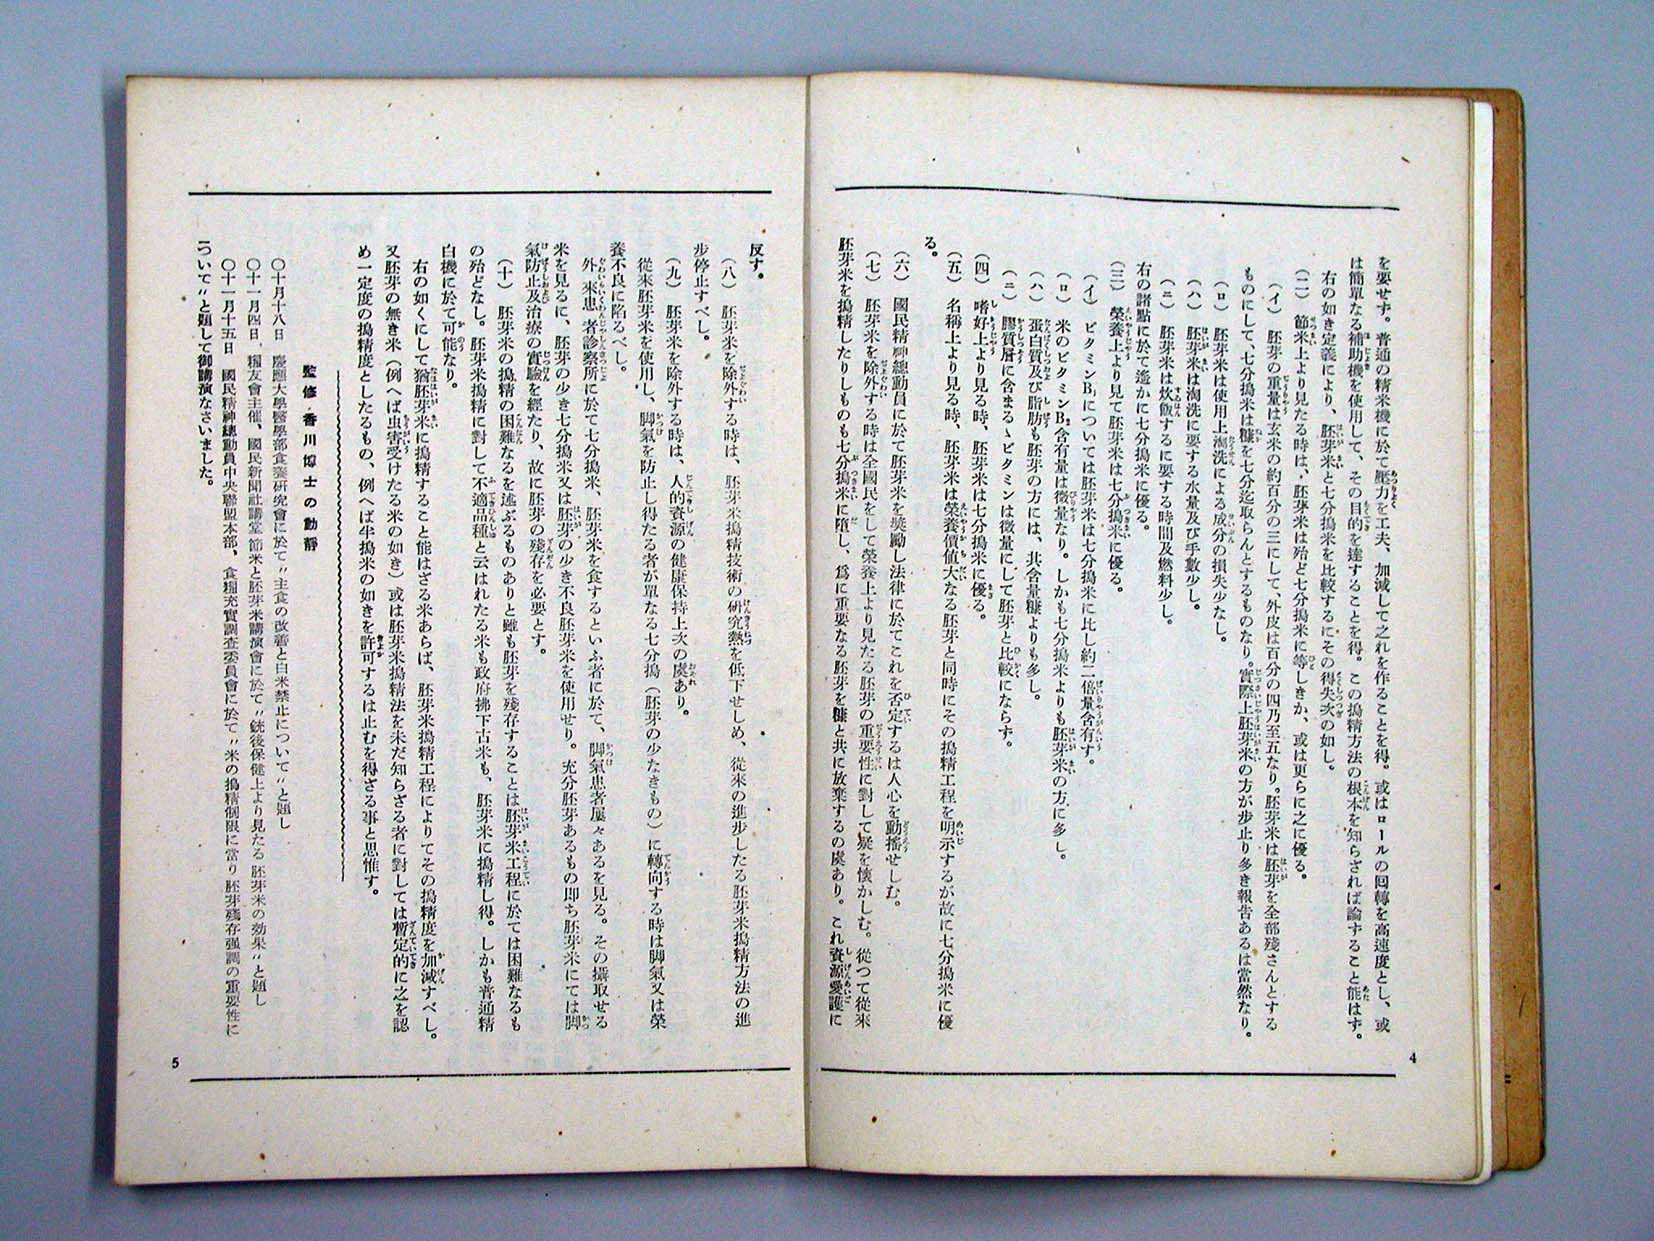 を要せず。普通の精米機に於て壓力を工夫、加減して之れを作ることを得。或はロールの囘轉を高速度とし、或
は簡單なる補助機を使用して、その目的を達することを得。この搗精方法の根本を知らざれば論ずること能はず。
右の如き定義により、胚芽米と七分搗米を比較するにその得失次の如し。
(二) 節米上より見たる時は、胚芽米は殆ど七分搗米に等しきか、或は更らに之に優る。
(イ) 胚芽の重量は玄米の約百分の三にして、外皮は百分の四乃至五なり。胚芽米は胚芽を全部殘さんとする
ものにして、七分搗米は糠を七分迄取らんとするものなり。實際上胚芽米の方が步止り多き報告あるは當然なり。
(ロ) 胚芽米は使用上淘洗による成分の損失少なし。
(ハ) 胚芽米は淘洗に要する水量及び手數少し。
(ニ) 胚芽米は炊飯するに要する時間及燃料少し。
右の諸點に於て遙かに七分搗米に優る。
(三) 榮養上より見て胚芽米は七分搗米に優る。
(イ) ビタミンB₁については胚芽米は七分搗米に比し約二倍量含有す。
(ロ) 米のビタミンB₂含有量は微量なり。しかも七分搗米よりも胚芽米の方に多し。
(ハ) 蛋白質及び脂肪も胚芽の方には、其含量糠よりも多し。
(ニ) 膠質層に含まるゝビタミンは微量にして胚芽と比較にならず。
(四) 嗜好上より見る時、胚芽米は七分搗米に優る。
(五) 名稱上より見る時、胚芽米は榮養價値大なる胚芽と同時にその搗精工程を明示するが故に七分搗米に優
る。
(六) 國民精神總動員に於て胚芽米を奬勵し法律に於てこれを否定するは人心を動搖せしむ。
(七) 胚芽米を除外する時は全國民をして榮養上より見たる胚芽の重要性に對して疑を懷かしむ。從つて從來
胚芽米を搗精したりしものも七分搗米に墮し、爲に重要なる胚芽を糠と共に放棄するの虞あり。これ資源愛護に
4
反す。
(八) 胚芽米を除外する時は、胚芽米搗精技術の研究熱を低下せしめ、從來の進步したる胚芽米搗精方法の進
步停止すべし。
(九) 胚芽米を除外する時は、人的資源の健康保持上次の虞あり。
從來胚芽米を使用し、脚氣を防止し得たる者が單なる七分搗(胚芽の少なきもの)に轉向する時は脚氣又は榮
養不良に陷るべし。
外來患者診察所に於て七分搗米、胚芽米を食するといふ者に於て、脚氣患者屢々あるを見る。その攝取せる
米を見るに、胚芽の少き七分搗米又は胚芽の少き不良胚芽米を使用せり。充分胚芽あるもの即ち胚芽米にては脚
氣防止及治療の實驗を經たり、故に胚芽の殘存を必要とす。
(十) 胚芽米の搗精の困難なるを述ぶるものありと雖も胚芽を殘存することは胚芽米工程に於ては困難なるも
の殆どなし。胚芽米搗精に對して不適品種と云はれたる米も政府拂下古米も、胚芽米に搗精し得。しかも普通精
白機に於て可能なり。
右の如くにして猶胚芽米に搗精すること能はざる米あらば、胚芽米搗精工程によりてその搗精度を加減すべし。
又胚芽の無き米(例へば虫害受けたる米の如き)或は胚芽米搗精法を未だ知らざる者に對しては暫定的に之を認
め一定度の搗精度としたるもの、例へば半搗米の如きを許可するは止むを得ざる事と思惟す。
監修・香川博士の動靜
〇十月十八日 慶應大學醫學部食養硏究會に於て〝主食の改善と白米禁止について〟と題し
〇十一月四日、糧友會主催、國民新聞社講堂 節米と胚芽米講演會に於て〝銃後保健上より見たる 胚芽米の効果〟と題し
〇十一月十五日 國民精神總動員中央聯盟本部、食糧充實調査委員會に於て〝米の搗精制限に當り 胚芽殘存强調の重要性に
ついて〟と題して御講演なさいました。
5